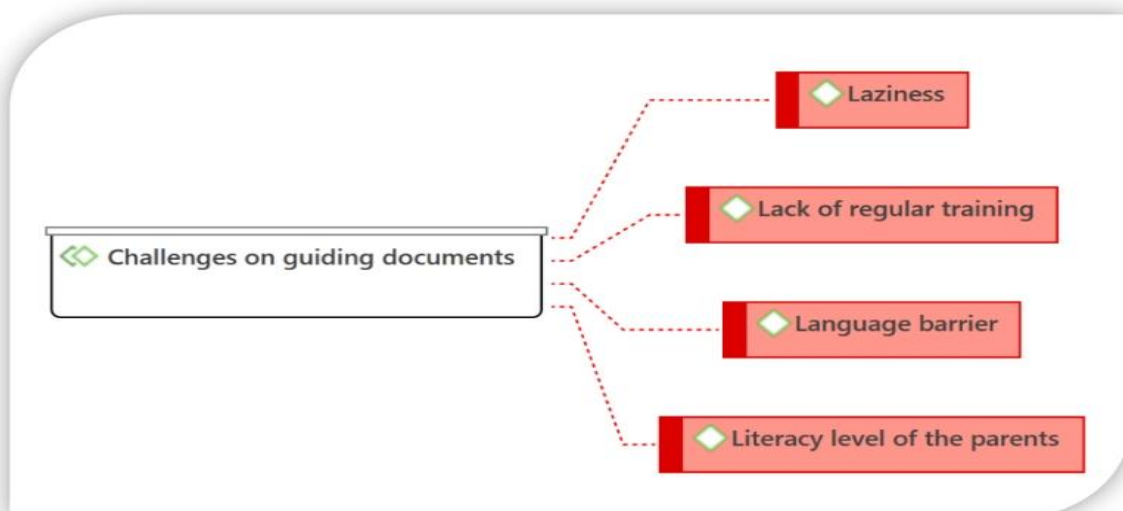 Laziness
Lack of regular training
Challenges on guiding documents
Language barrier
Literacy level of the parents